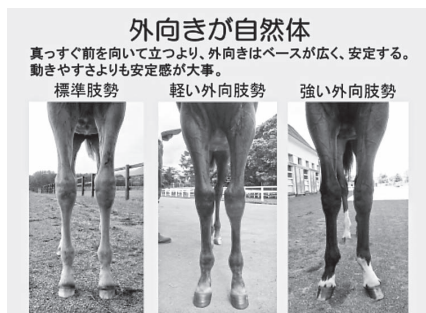 外向きが自然体
真っすぐ前を向いて立つより、外向きはベースが広く、安定する。
動きやすさよりも安定感が大事。
標準肢勢　軽い外向肢勢　強い外向肢勢